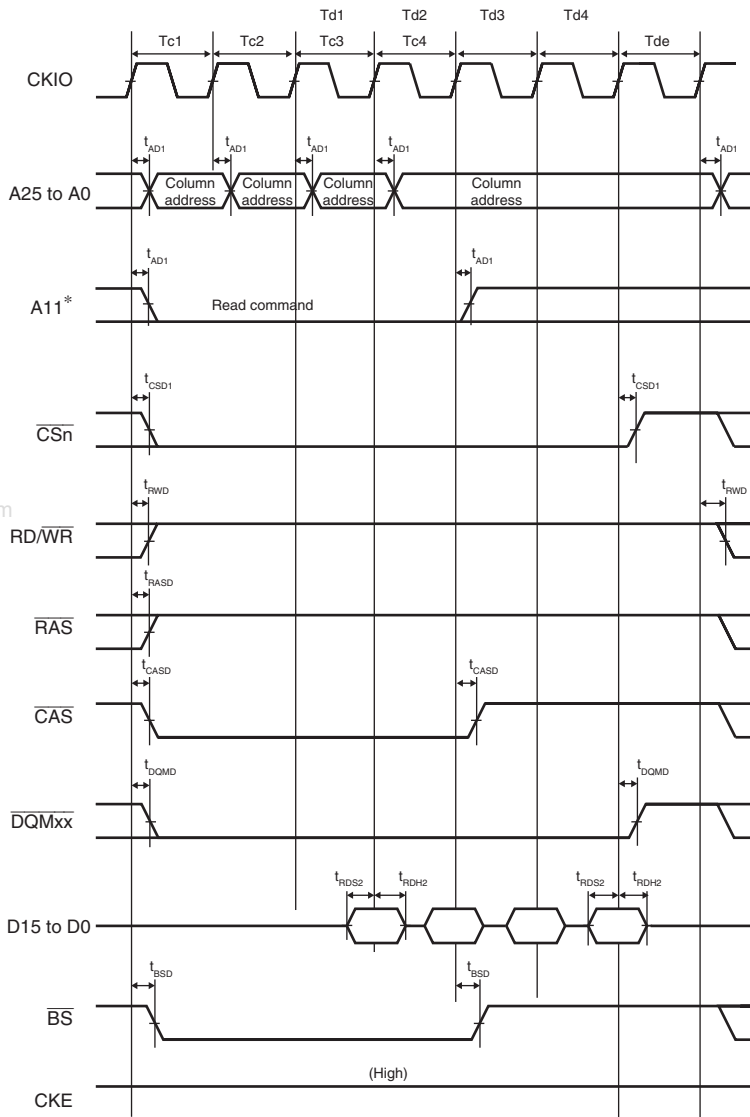 Td1 Td2 Td3 Td4
Tc1 Tc2 Tc3 Tc4 Tde
CKIO
tAD1 tAD1 tAD1 tAD1 tAD1
A25 to A0
Column address
Column address
Column address
Column address
tAD1 tAD1
A11*
Read command
tCSD1 tCSD1
CSn
tRWD tRWD
m
RD/WR
tRASD
RAS
tCASD tCASD
CAS
tDQMD tDQMD
DQMxx
tRDS2 tRDH2 tRDS2 tRDH2
D15 to D0
tBSD tBSD
BS
(High)
CKE